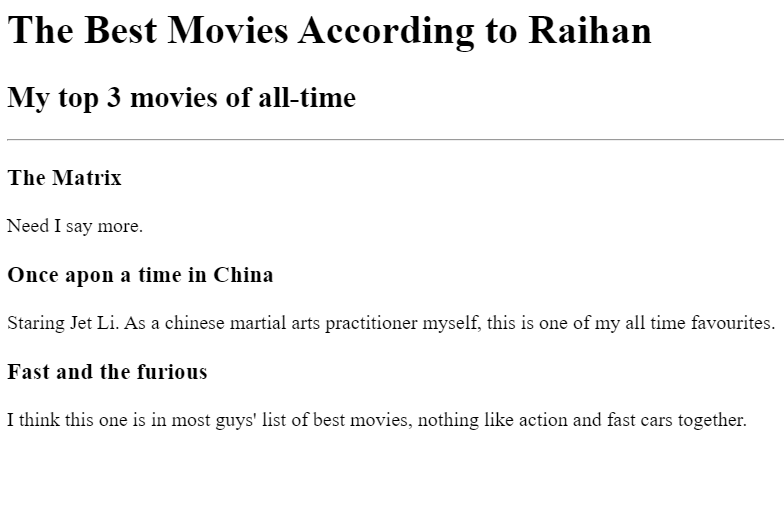 The Best Movies According to Raihan
My top 3 movies of all-time
The Matrix
Need I say more.
Once apon a time in China
Staring Jet Li. As a chinese martial arts practitioner myself, this is one of my all time favourites.
Fast and the furious
I think this one is in most guys' list of best movies, nothing like action and fast cars together.